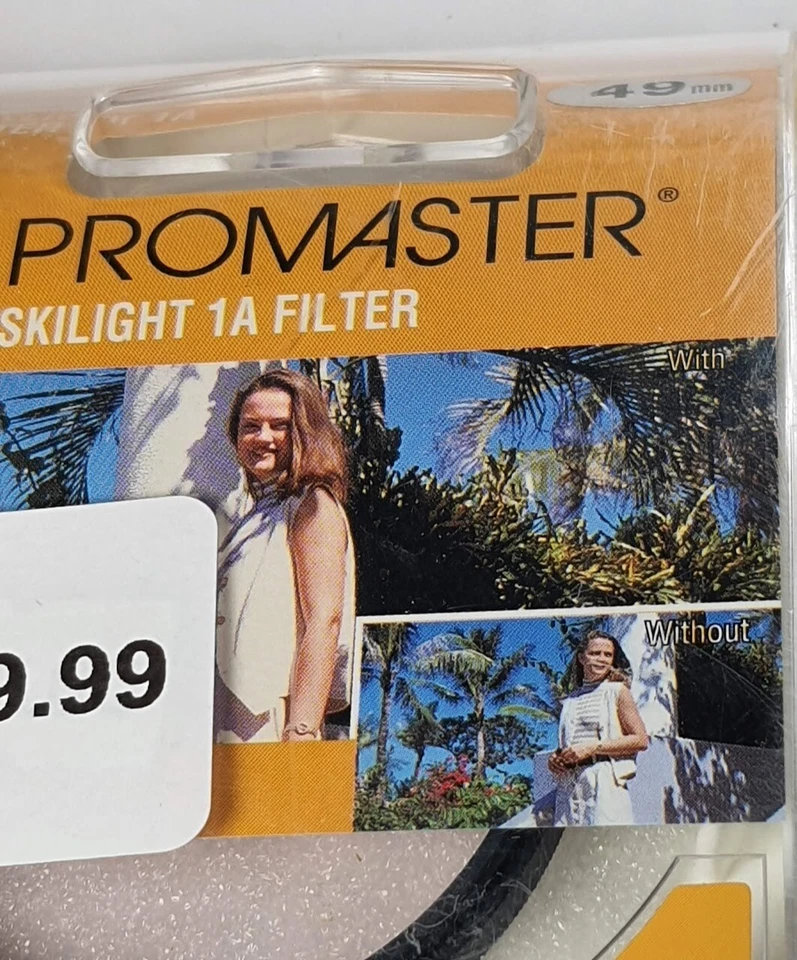 49mm
PROMASTER®
SKILIGHT 1A FILTER
With
Without
9.99